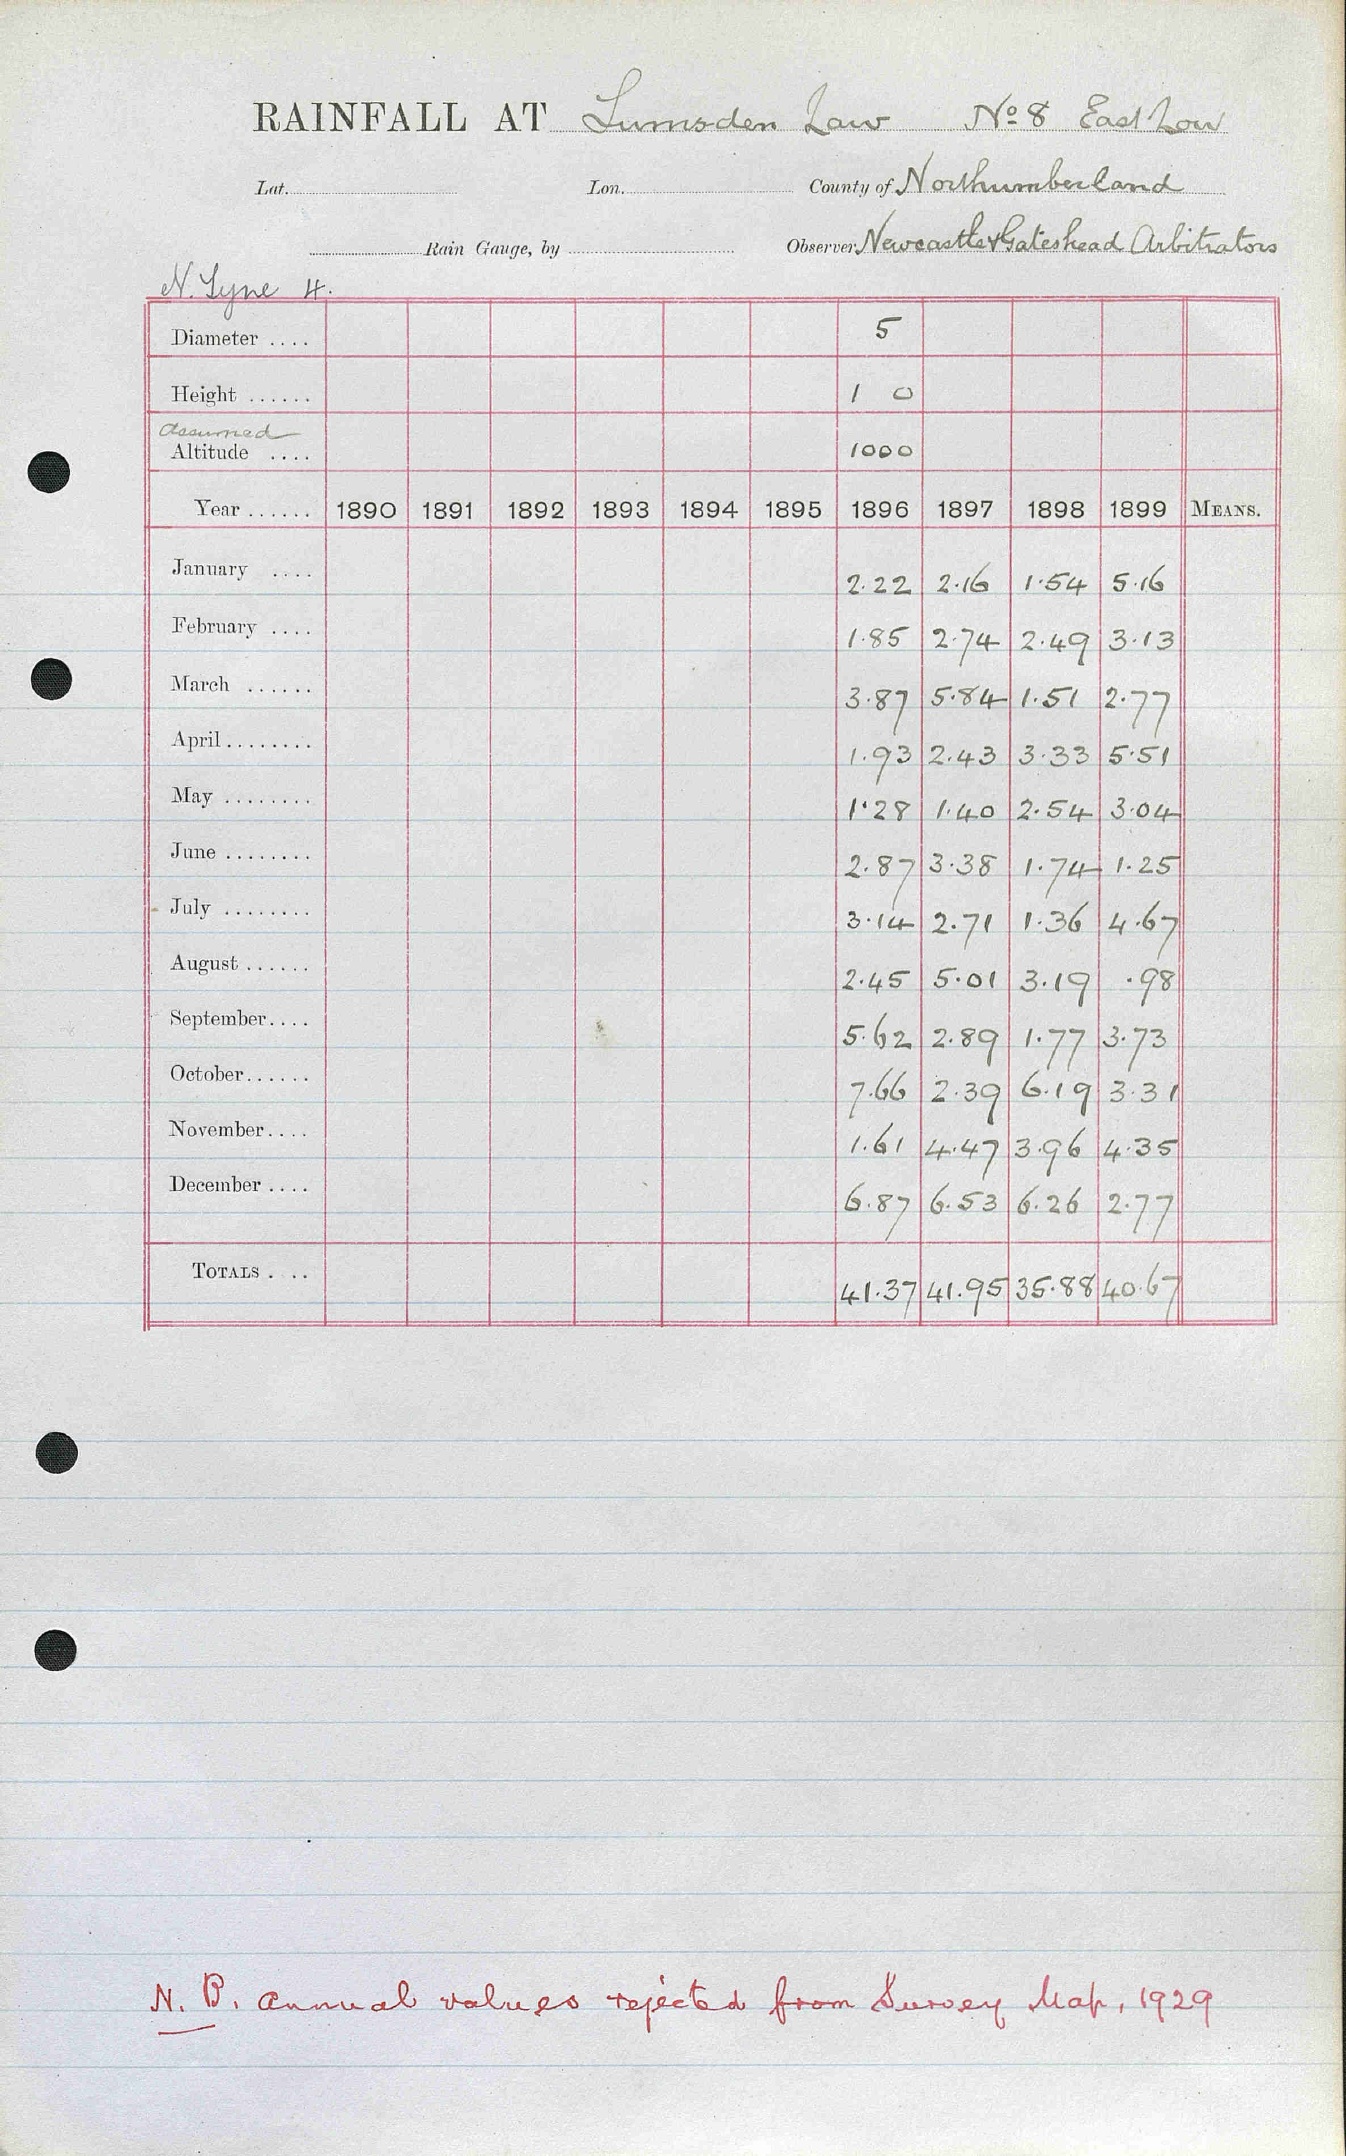 RAINFALL AT Lumsden Law No 8 East Low
Lat. Lon. County of Northumberland
Rain Gauge, by Observer Newcastle & Gateshead Arbitrators
N. Tyne 4.
Diameter .... 5
Height ...... 1 0
assumed
Altitude .... 1000
Year ...... 1890 1891 1892 1893 1894 1895 1896 1897 1898 1899 MEANS.
January .... 2.22 2.16 1.54 5.16
February .... 1.85 2.74 2.49 3.13
March ...... 3.87 5.84 1.51 2.77
April ........ 1.93 2.43 3.33 5.51
May ........ 1.28 1.40 2.54 3.04
June ........ 2.87 3.38 1.74 1.25
July ........ 3.14 2.71 1.36 4.67
August ...... 2.45 5.01 3.19 .98
September.... 5.62 2.89 1.77 3.73
October...... 7.66 2.39 6.19 3.31
November.... 1.61 4.47 3.96 4.35
December .... 6.87 6.53 6.26 2.77
TOTALS . .. 41.37 41.95 35.88 40.67
N. B. annual values rejected from Survey Map, 1929